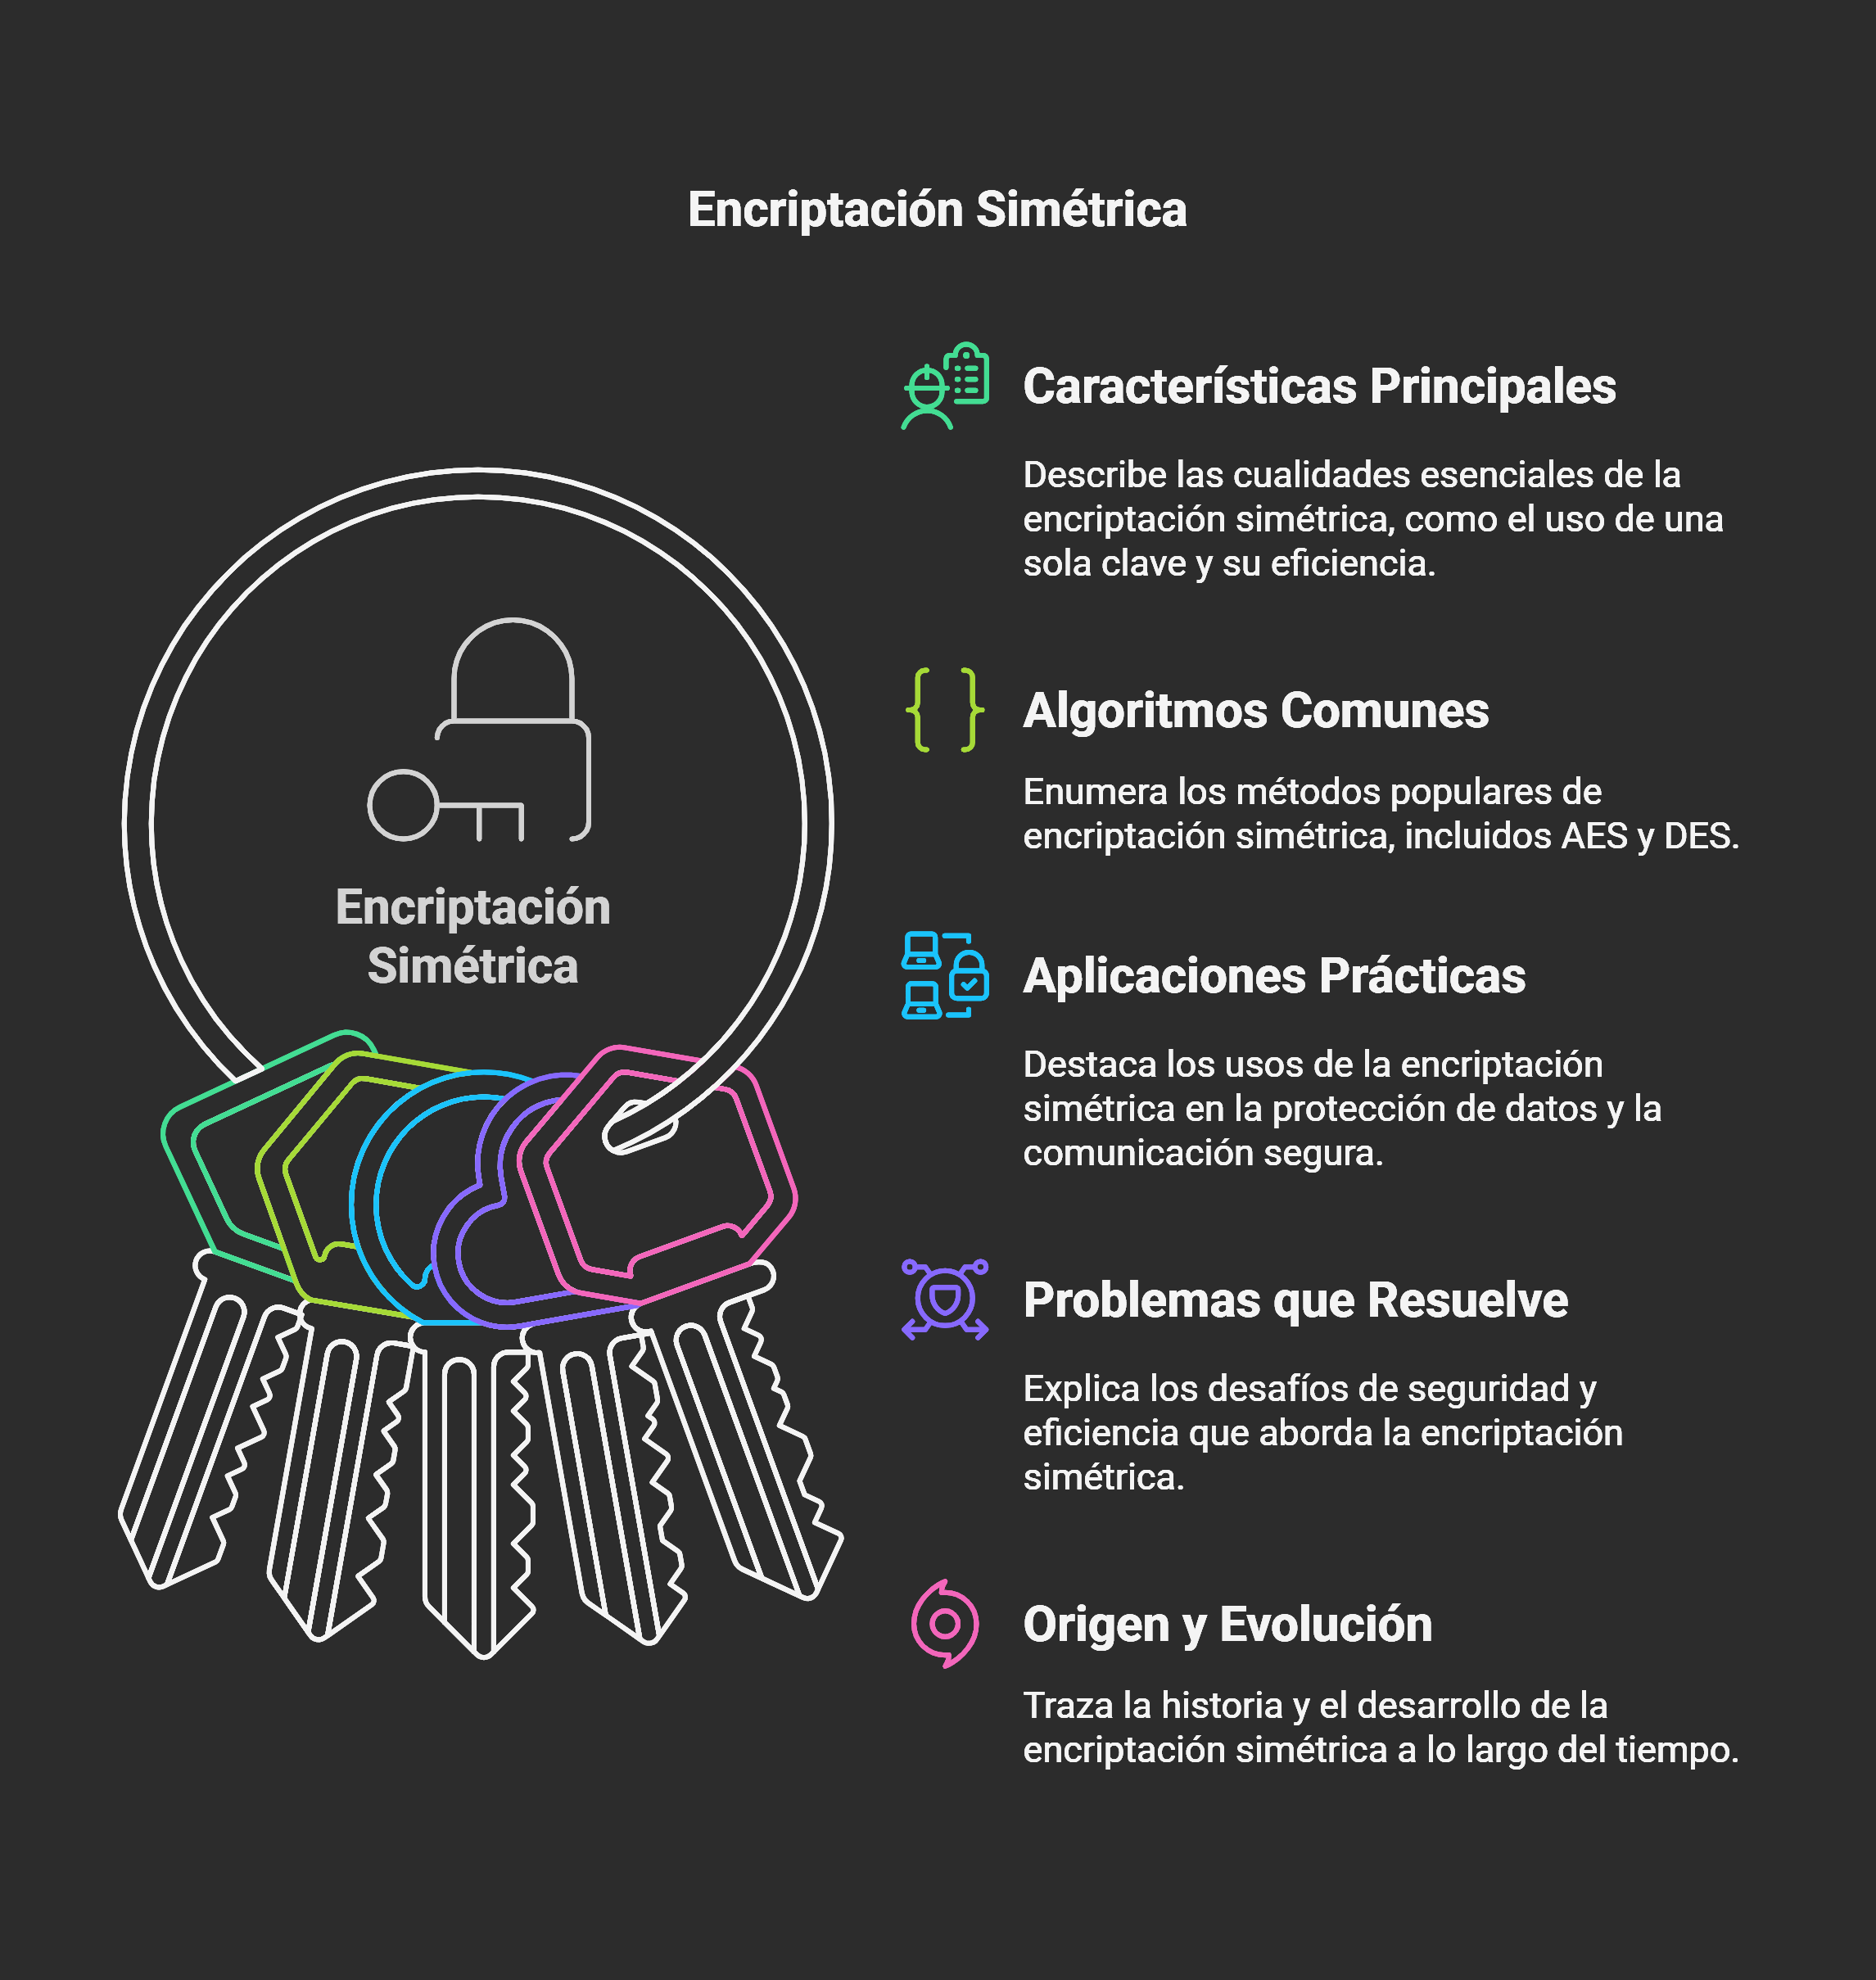 Encriptación Simétrica
Encriptación
Simétrica
Características Principales
Describe las cualidades esenciales de la
encriptación simétrica, como el uso de una
sola clave y su eficiencia.
Algoritmos Comunes
Enumera los métodos populares de
encriptación simétrica, incluidos AES y DES.
Aplicaciones Prácticas
Destaca los usos de la encriptación
simétrica en la protección de datos y la
comunicación segura.
Problemas que Resuelve
Explica los desafíos de seguridad y
eficiencia que aborda la encriptación
simétrica.
Origen y Evolución
Traza la historia y el desarrollo de la
encriptación simétrica a lo largo del tiempo.